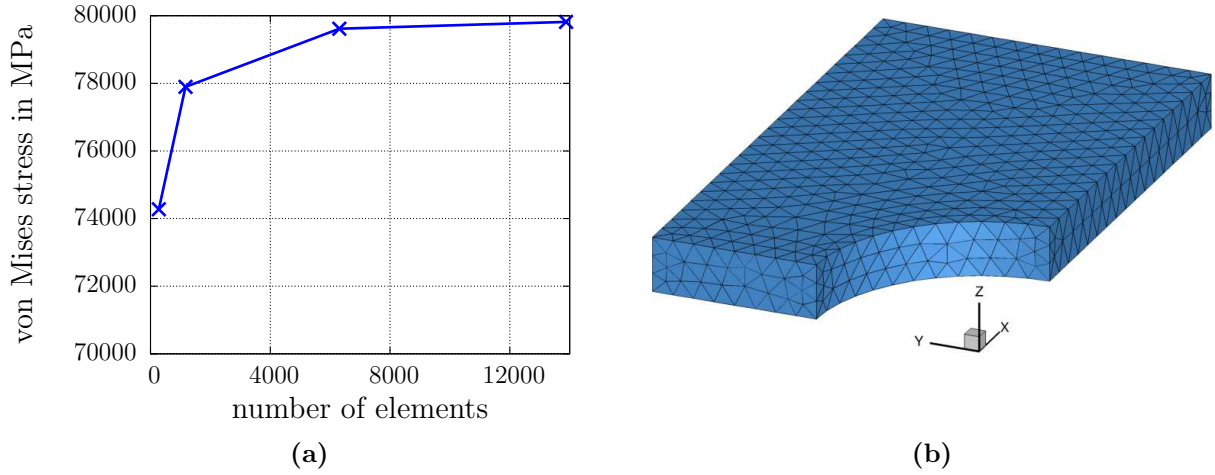 80000
78000
76000
74000
72000
70000
von Mises stress in MPa
0 4000 8000 12000
number of elements
(a)
Z
X
Y
(b)